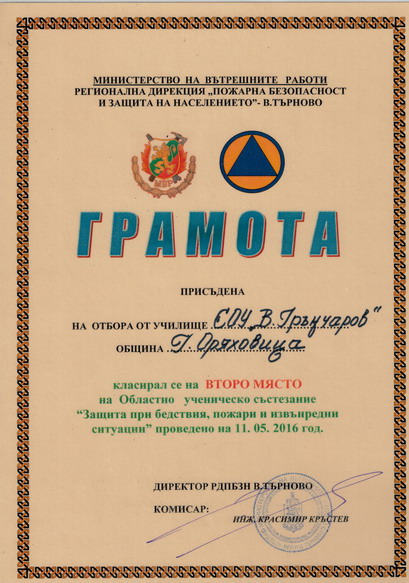 МИНИСТЕРСТВО НА ВЪТРЕШНИТЕ РАБОТИ
РЕГИОНАЛНА ДИРЕКЦИЯ „ПОЖАРНА БЕЗОПАСНОСТ
И ЗАЩИТА НА НАСЕЛЕНИЕТО”- В.ТЪРНОВО
МВР
ГРАМОТА
ПРИСЪДЕНА
НА ОТБОРА ОТ УЧИЛИЩЕ СОУ „В. Грънчаров"
ОБЩИНА Г. Оряховица
класирал се на ВТОРО МЯСТО
на Областно ученическо състезание
“Защита при бедствия, пожари и извънредни
ситуации” проведено на 11. 05. 2016 год.
ДИРЕКТОР РДПБЗН В.ТЪРНОВО
КОМИСАР:
ИНЖ. КРАСИМИР КРЪСТЕВ